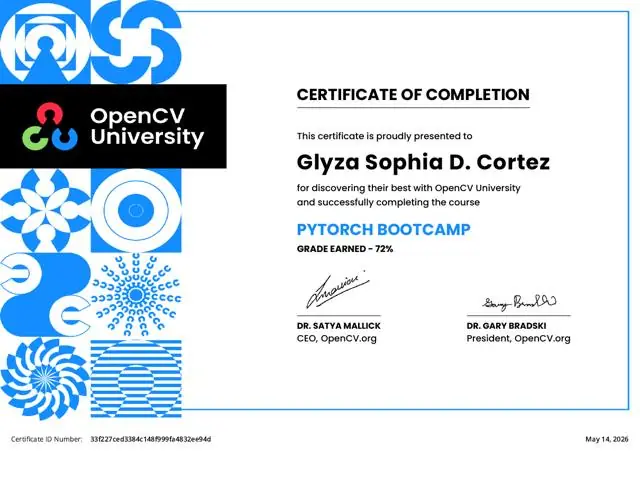 OpenCV
University
CERTIFICATE OF COMPLETION
This certificate is proudly presented to
Glyza Sophia D. Cortez
for discovering their best with OpenCV University
and successfully completing the course
PYTORCH BOOTCAMP
GRADE EARNED - 72%
DR. SATYA MALLICK
CEO, OpenCV.org
DR. GARY BRADSKI
President, OpenCV.org
Certificate ID Number: 33f227ced3384c148f999fa4832ee94d
May 14, 2026